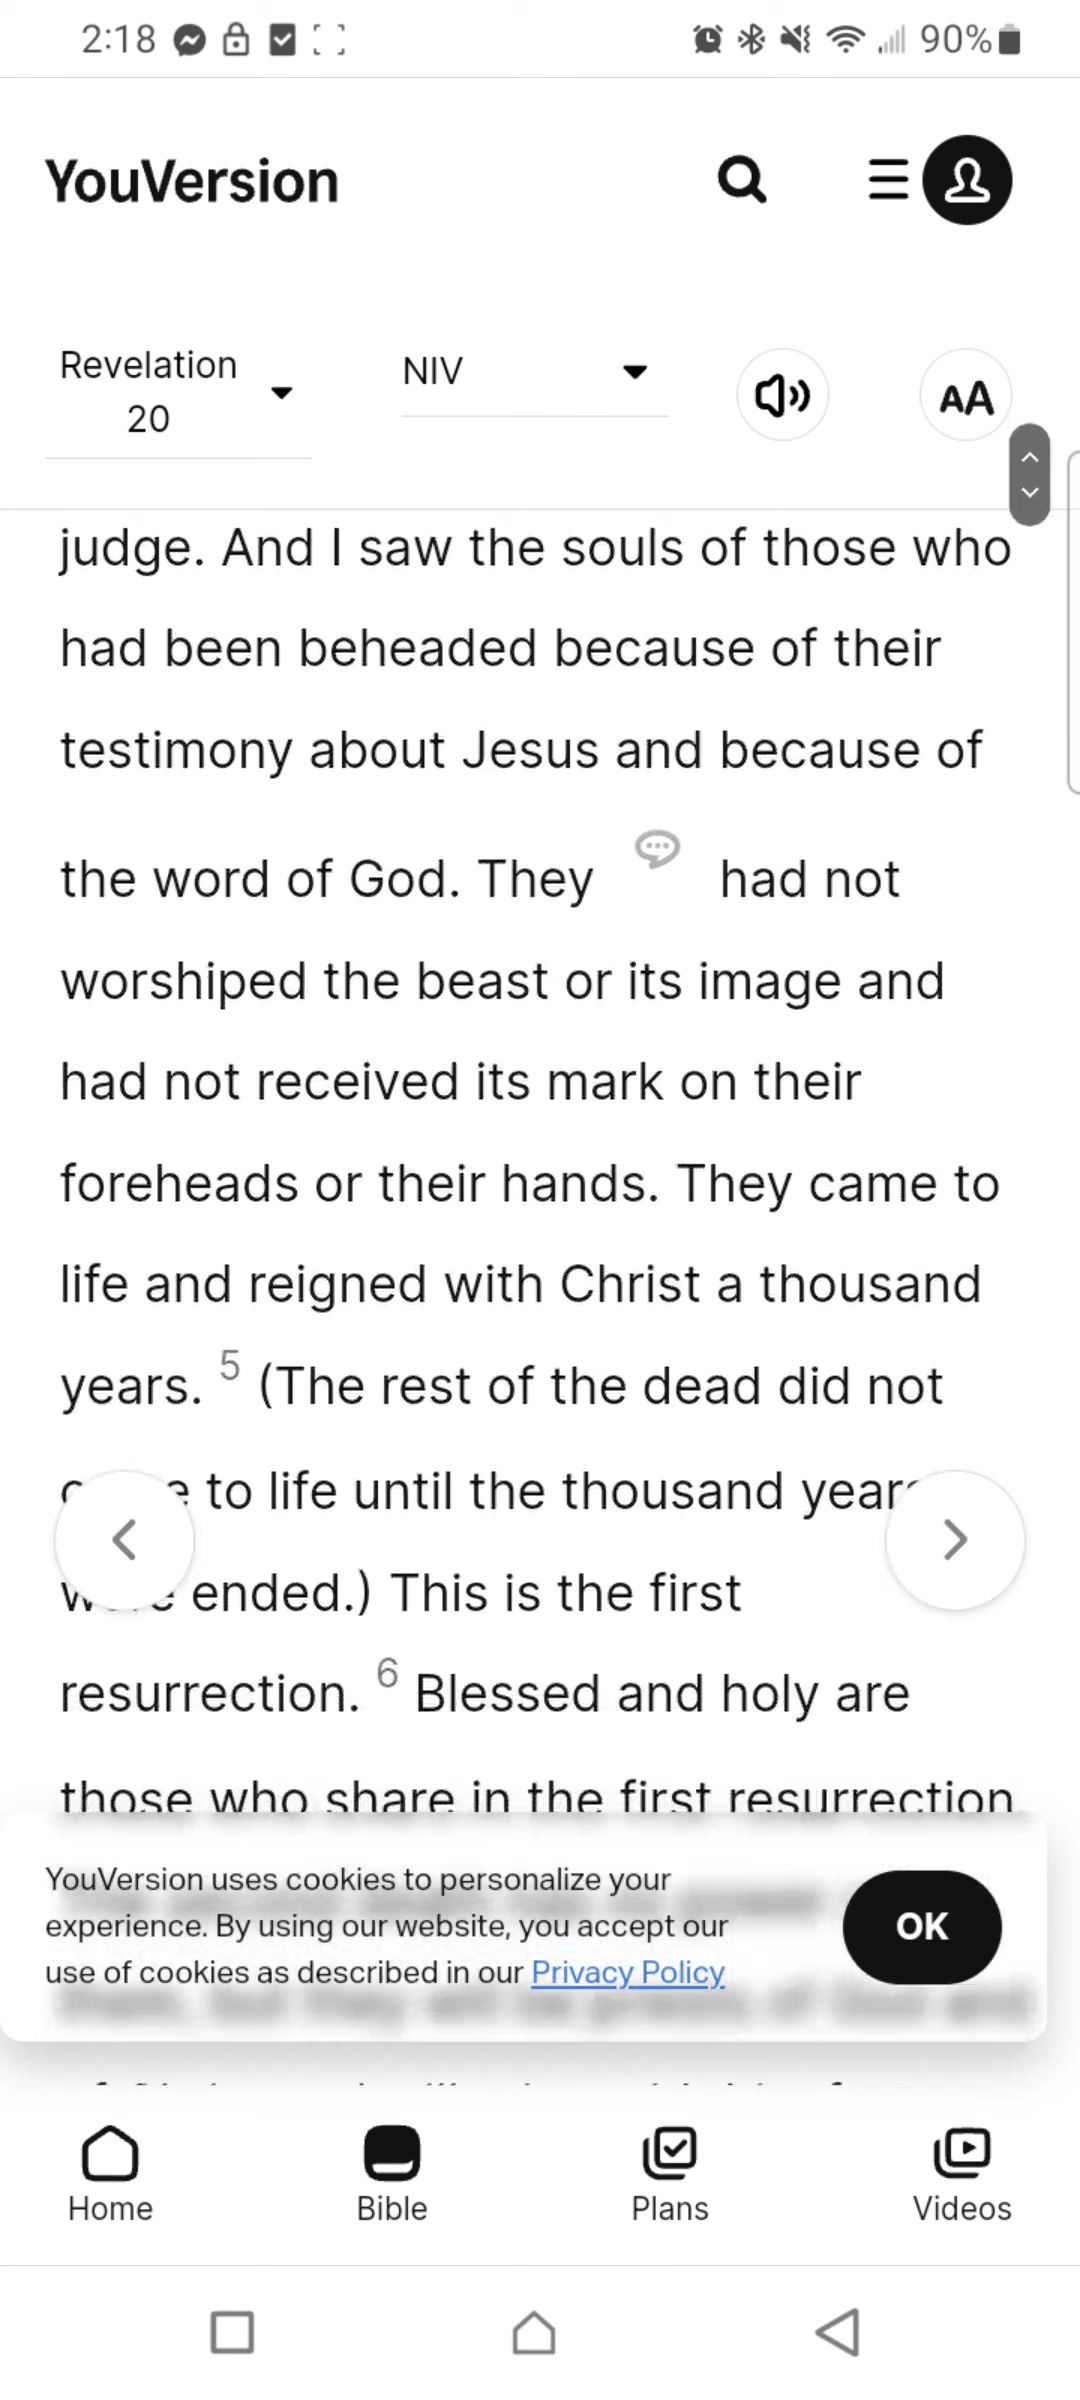 2:18 90%
YouVersion
Revelation
20
NIV
AA
judge. And I saw the souls of those who
had been beheaded because of their
testimony about Jesus and because of
the word of God. They had not
worshiped the beast or its image and
had not received its mark on their
foreheads or their hands. They came to
life and reigned with Christ a thousand
years. 5 (The rest of the dead did not
to life until the thousand
ended.) This is the first
resurrection. 6 Blessed and holy are
those who share in the first resurrection.
YouVersion uses cookies to personalize your
experience. By using our website, you accept our
use of cookies as described in our Privacy Policy
OK
Home Bible Plans Videos